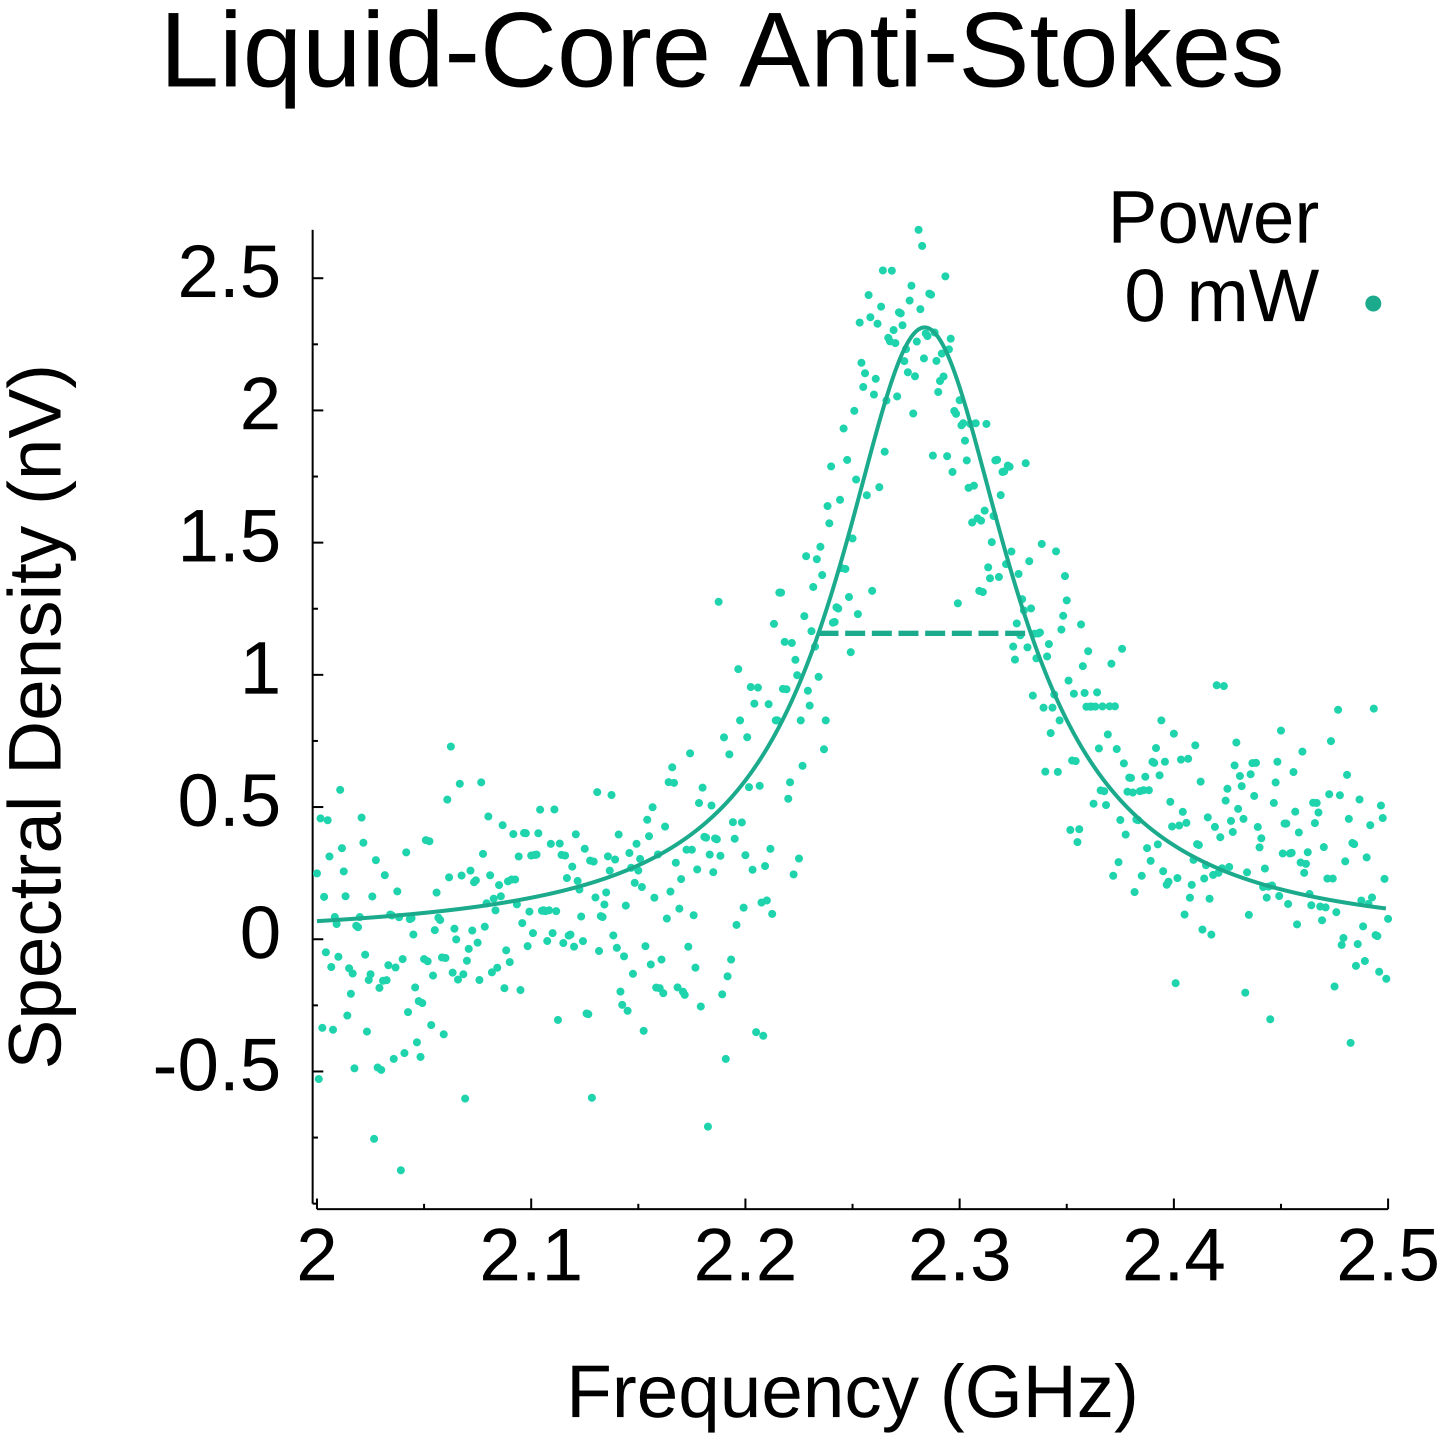 Liquid-Core Anti-Stokes
Power
0 mW
Spectral Density (nV)
2.5
2
1.5
1
0.5
0
-0.5
2 2.1 2.2 2.3 2.4 2.5
Frequency (GHz)